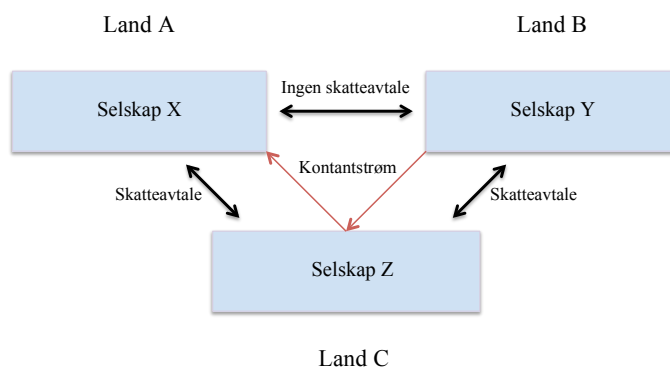 Land A
Land B
Selskap X
Ingen skatteavtale
Selskap Y
Kontantstrøm
Skatteavtale
Skatteavtale
Selskap Z
Land C